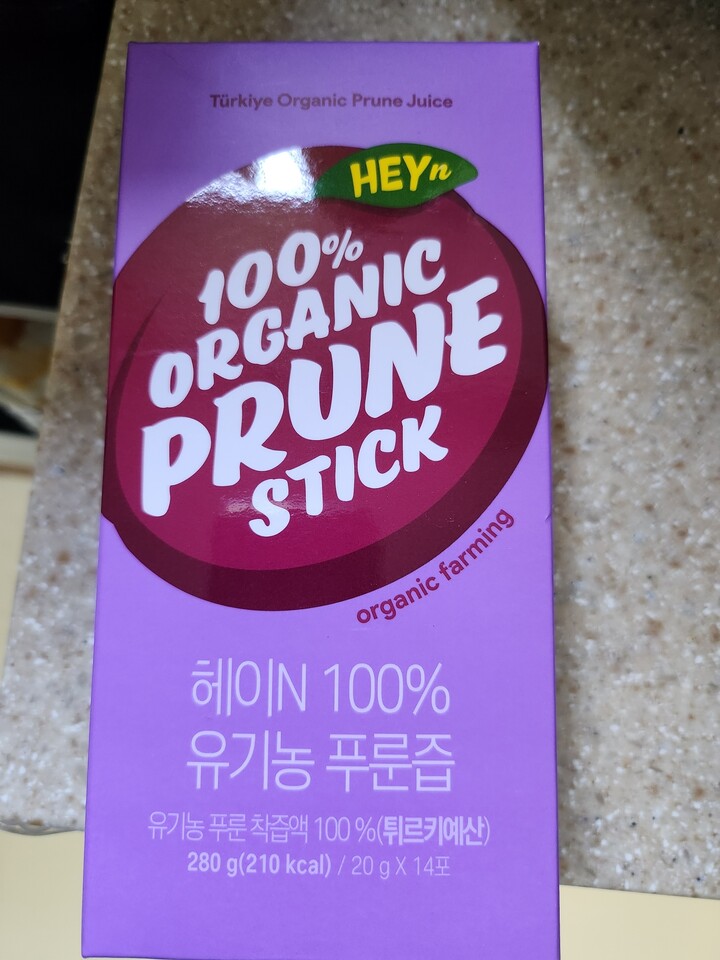 Türkiye Organic Prune Juice
HEYn
100%
ORGANIC
PRUNE
STICK
organic farming
헤이N 100%
유기농 푸룬즙
유기농 푸룬 착즙액 100 %(튀르키예산)
280 g(210 kcal) / 20 g X 14포